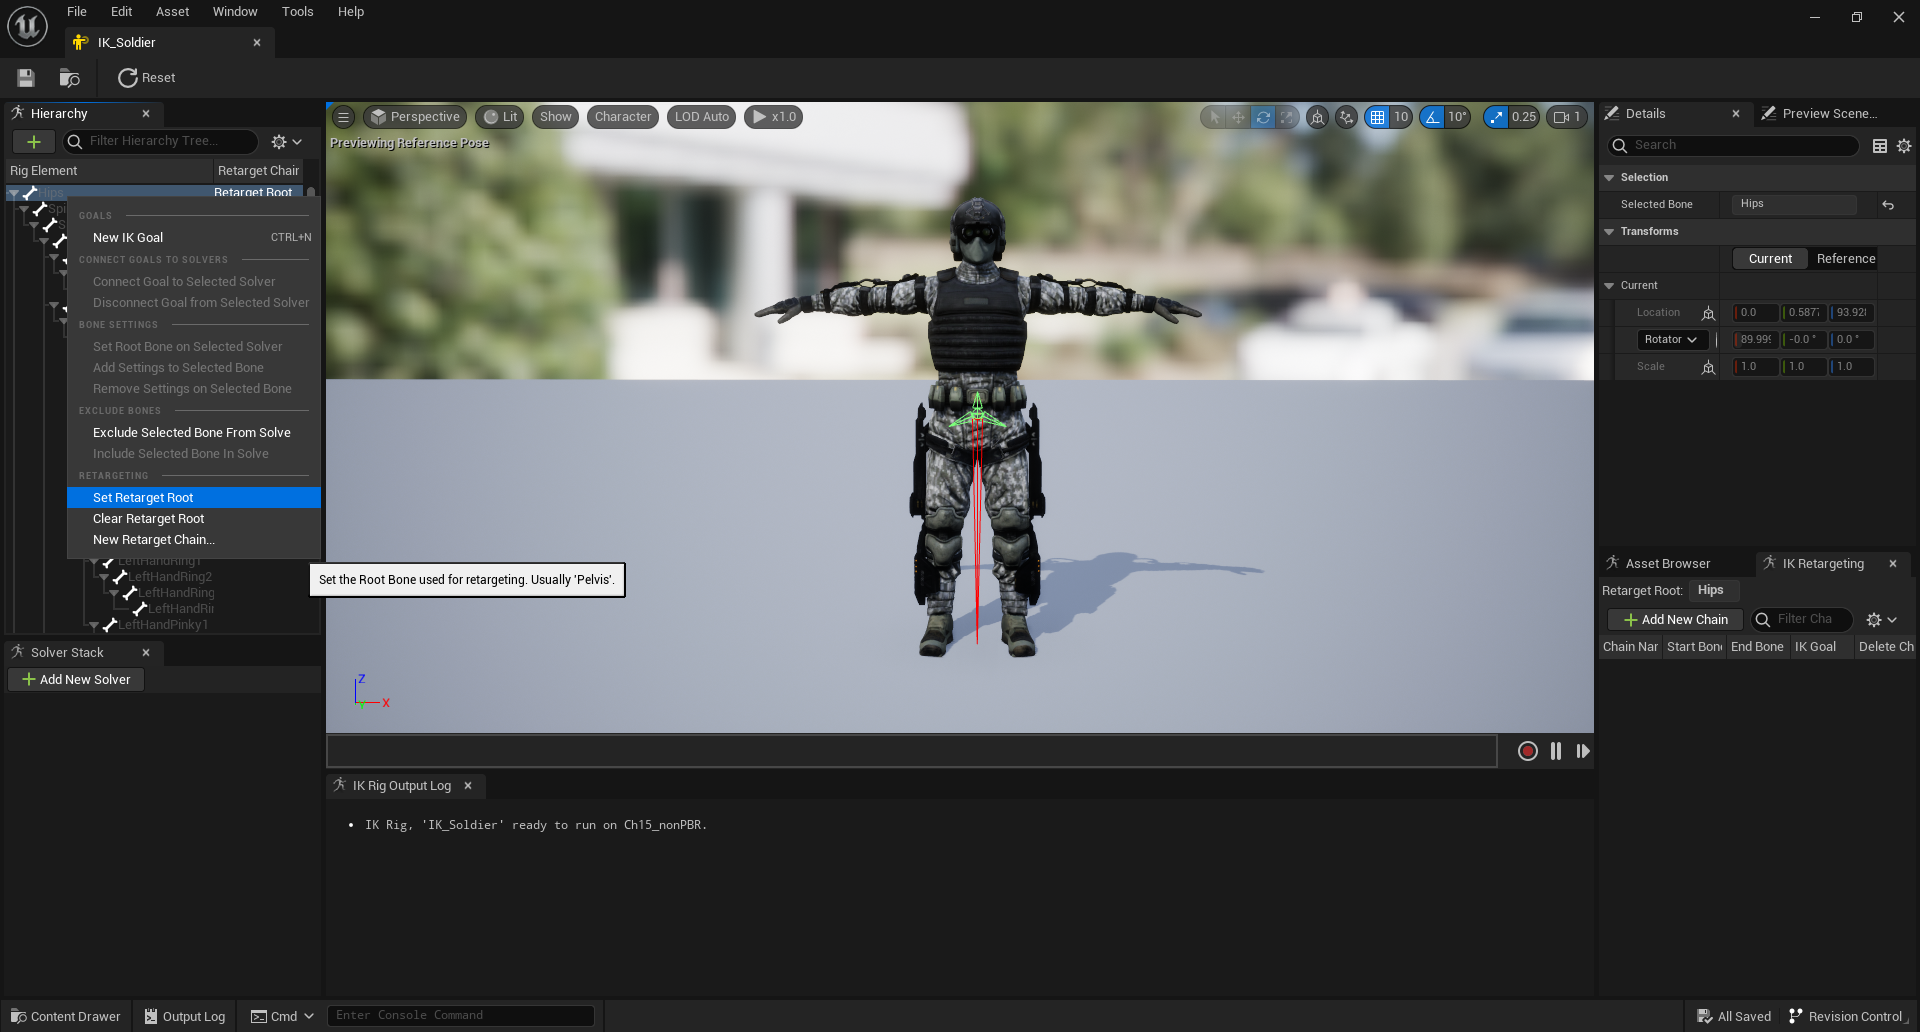 File Edit Asset Window Tools Help
IK_Soldier
Reset
Hierarchy
Filter Hierarchy Tree...
Rig Element Retarget Chair
Hips Retarget Root
Spi
GOALS
New IK Goal CTRL+N
CONNECT GOALS TO SOLVERS
Connect Goal to Selected Solver
Disconnect Goal from Selected Solver
BONE SETTINGS
Set Root Bone on Selected Solver
Add Settings to Selected Bone
Remove Settings on Selected Bone
EXCLUDE BONES
Exclude Selected Bone From Solve
Include Selected Bone In Solve
RETARGETING
Set Retarget Root
Clear Retarget Root
New Retarget Chain...
LeftHandRing1
LeftHandRing2
LeftHandRing
LeftHandRi
LeftHandPinky1
Set the Root Bone used for retargeting. Usually 'Pelvis'.
Solver Stack
Add New Solver
Perspective Lit Show Character LOD Auto x1.0 10 10° 0.25 1
Previewing Reference Pose
Z
X
IK Rig Output Log
• IK Rig, 'IK_Soldier' ready to run on Ch15_nonPBR.
Details Preview Scene...
Search
Selection
Selected Bone Hips
Transforms
Current Reference
Current
Location 0.0 0.587 93.928
Rotator 89.999 -0.0 ° 0.0 °
Scale 1.0 1.0 1.0
Asset Browser IK Retargeting
Retarget Root: Hips
Add New Chain Filter Cha
Chain Nar Start Bone End Bone IK Goal Delete Ch
Content Drawer Output Log Cmd Enter Console Command All Saved Revision Control